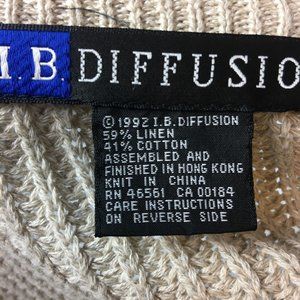 I.B. DIFFUSIO
©1992 I.B.DIFFUSION
59% LINEN
41% COTTON
ASSEMBLED AND
FINISHED IN HONG KONG
KNIT IN CHINA
RN 46561 CA 00184
CARE INSTRUCTIONS
ON REVERSE SIDE